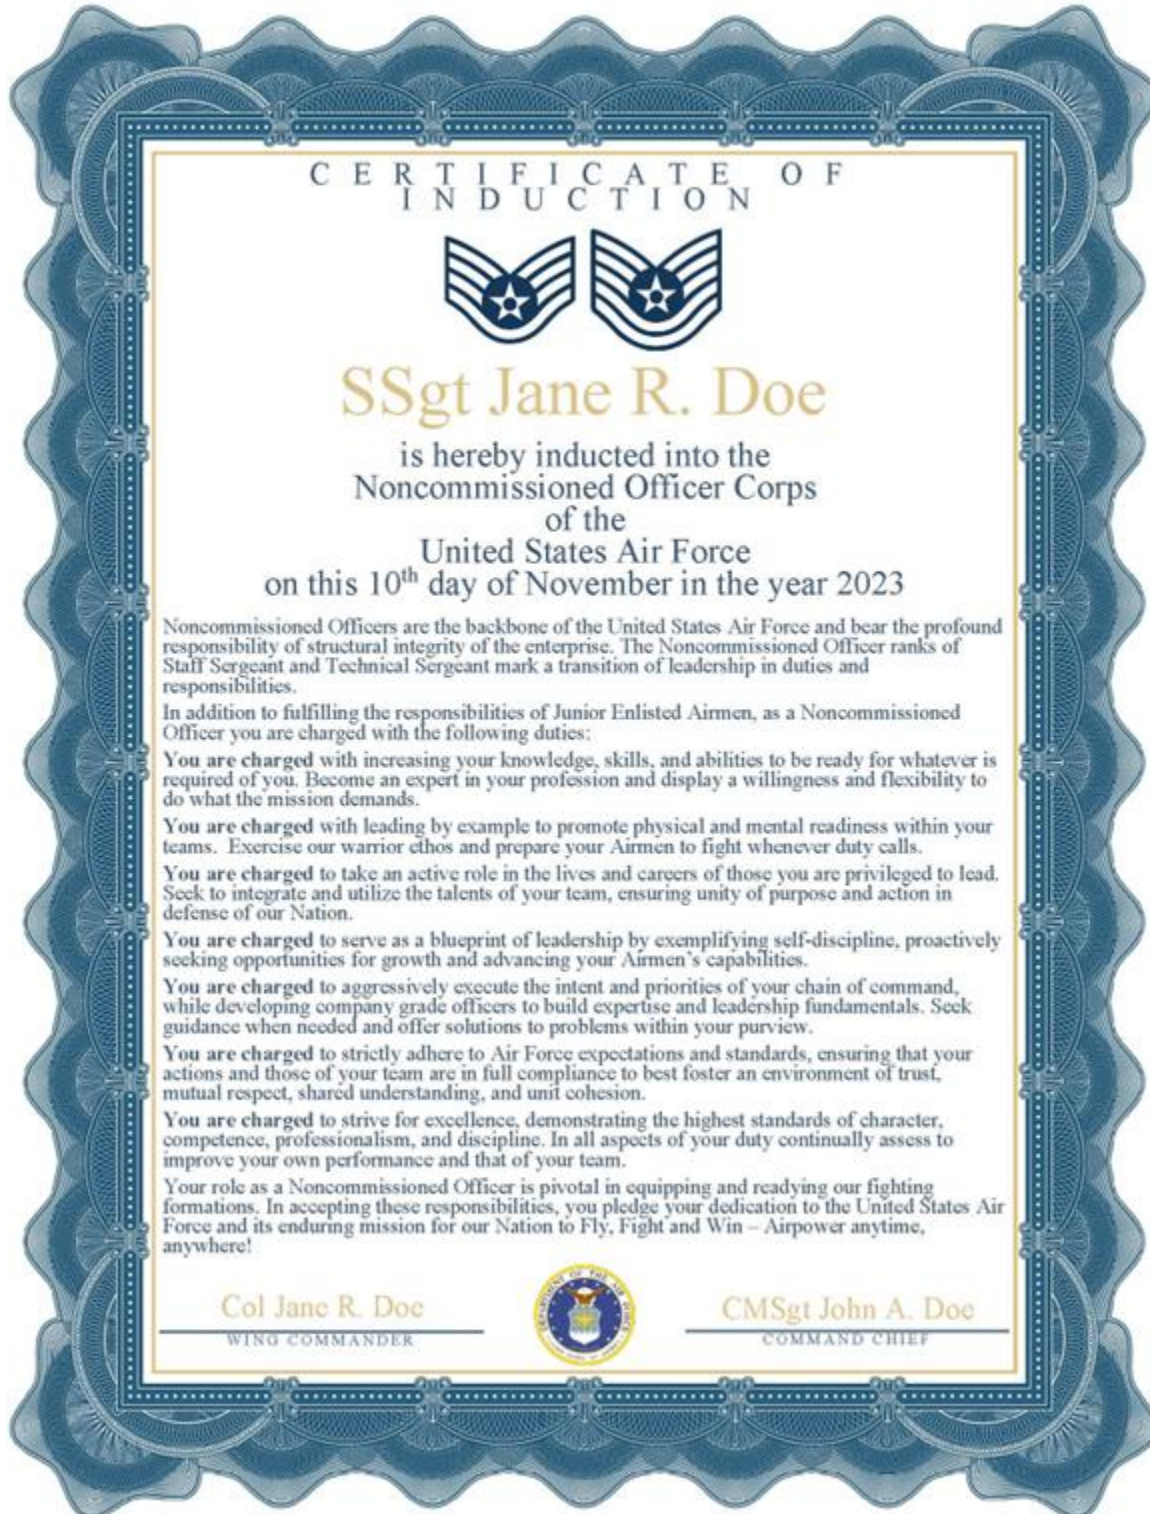 CERTIFICATE OF
INDUCTION
SSgt Jane R. Doe
is hereby inducted into the
Noncommissioned Officer Corps
of the
United States Air Force
on this 10th day of November in the year 2023
Noncommissioned Officers are the backbone of the United States Air Force and bear the profound
responsibility of structural integrity of the enterprise. The Noncommissioned Officer ranks of
Staff Sergeant and Technical Sergeant mark a transition of leadership in duties and
responsibilities.
In addition to fulfilling the responsibilities of Junior Enlisted Airmen, as a Noncommissioned
Officer you are charged with the following duties:
You are charged with increasing your knowledge, skills, and abilities to be ready for whatever is
required of you. Become an expert in your profession and display a willingness and flexibility to
do what the mission demands.
You are charged with leading by example to promote physical and mental readiness within your
teams. Exercise our warrior ethos and prepare your Airmen to fight whenever duty calls.
You are charged to take an active role in the lives and careers of those you are privileged to lead.
Seek to integrate and utilize the talents of your team, ensuring unity of purpose and action in
defense of our Nation.
You are charged to serve as a blueprint of leadership by exemplifying self-discipline, proactively
seeking opportunities for growth and advancing your Airmen's capabilities.
You are charged to aggressively execute the intent and priorities of your chain of command,
while developing company grade officers to build expertise and leadership fundamentals. Seek
guidance when needed and offer solutions to problems within your purview.
You are charged to strictly adhere to Air Force expectations and standards, ensuring that your
actions and those of your team are in full compliance to best foster an environment of trust,
mutual respect, shared understanding, and unit cohesion.
You are charged to strive for excellence, demonstrating the highest standards of character,
competence, professionalism, and discipline. In all aspects of your duty continually assess to
improve your own performance and that of your team.
Your role as a Noncommissioned Officer is pivotal in equipping and readying our fighting
formations. In accepting these responsibilities, you pledge your dedication to the United States Air
Force and its enduring mission for our Nation to Fly, Fight and Win – Airpower anytime,
anywhere!
Col Jane R. Doe
WING COMMANDER
DEPARTMENT OF THE AIR FORCE
CMSgt John A. Doe
COMMAND CHIEF